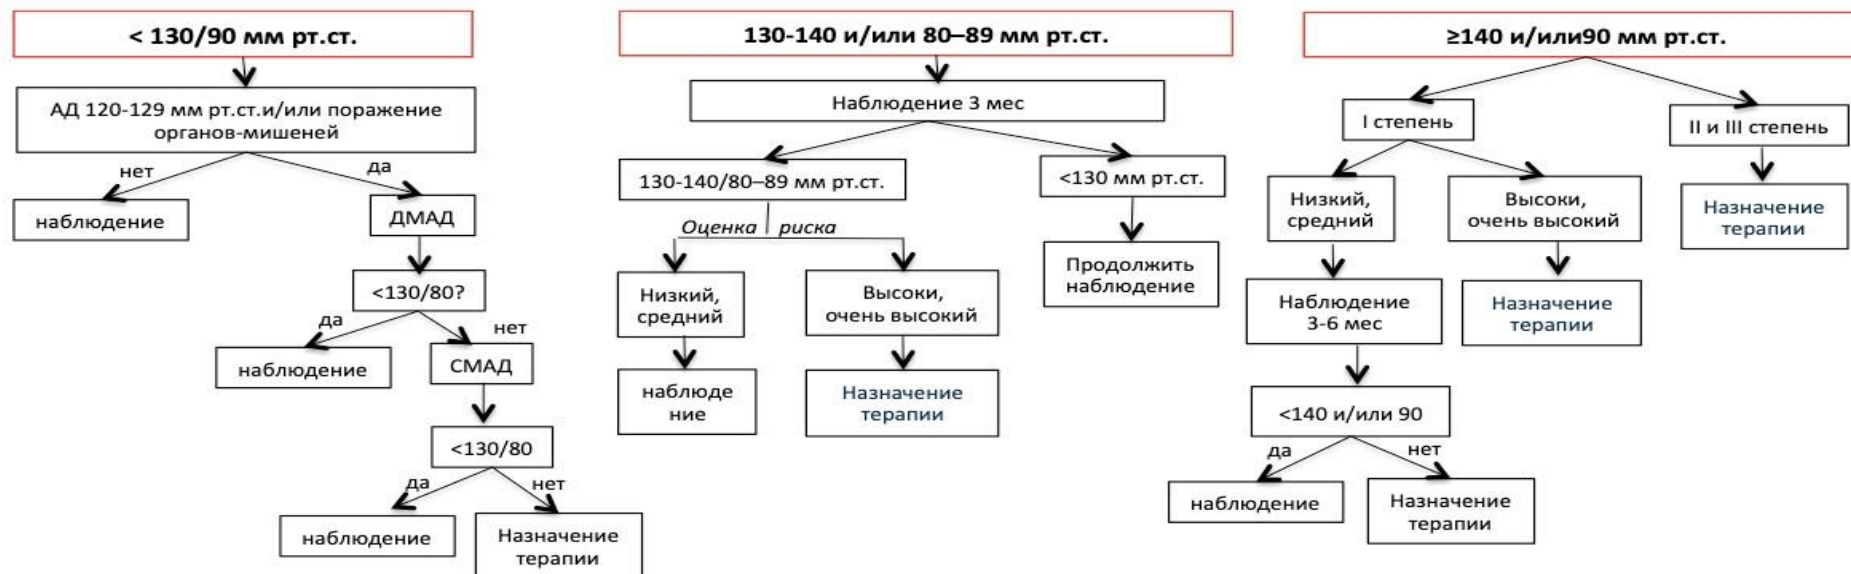 < 130/90 мм рт.ст.
АД 120-129 мм рт.ст.и/или поражение
органов-мишеней
нет
да
наблюдение
ДМАД
<130/80?
да
нет
наблюдение
СМАД
<130/80
да
нет
наблюдение
Назначение
терапии
130-140 и/или 80–89 мм рт.ст.
Наблюдение 3 мес
130-140/80–89 мм рт.ст.
<130 мм рт.ст.
Оценка риска
Низкий,
средний
Высоки,
очень высокий
Продолжить
наблюдение
наблюде
ние
Назначение
терапии
≥140 и/или90 мм рт.ст.
I степень
II и III степень
Низкий,
средний
Высоки,
очень высокий
Назначение
терапии
Наблюдение
3-6 мес
Назначение
терапии
<140 и/или 90
да
нет
наблюдение
Назначение
терапии